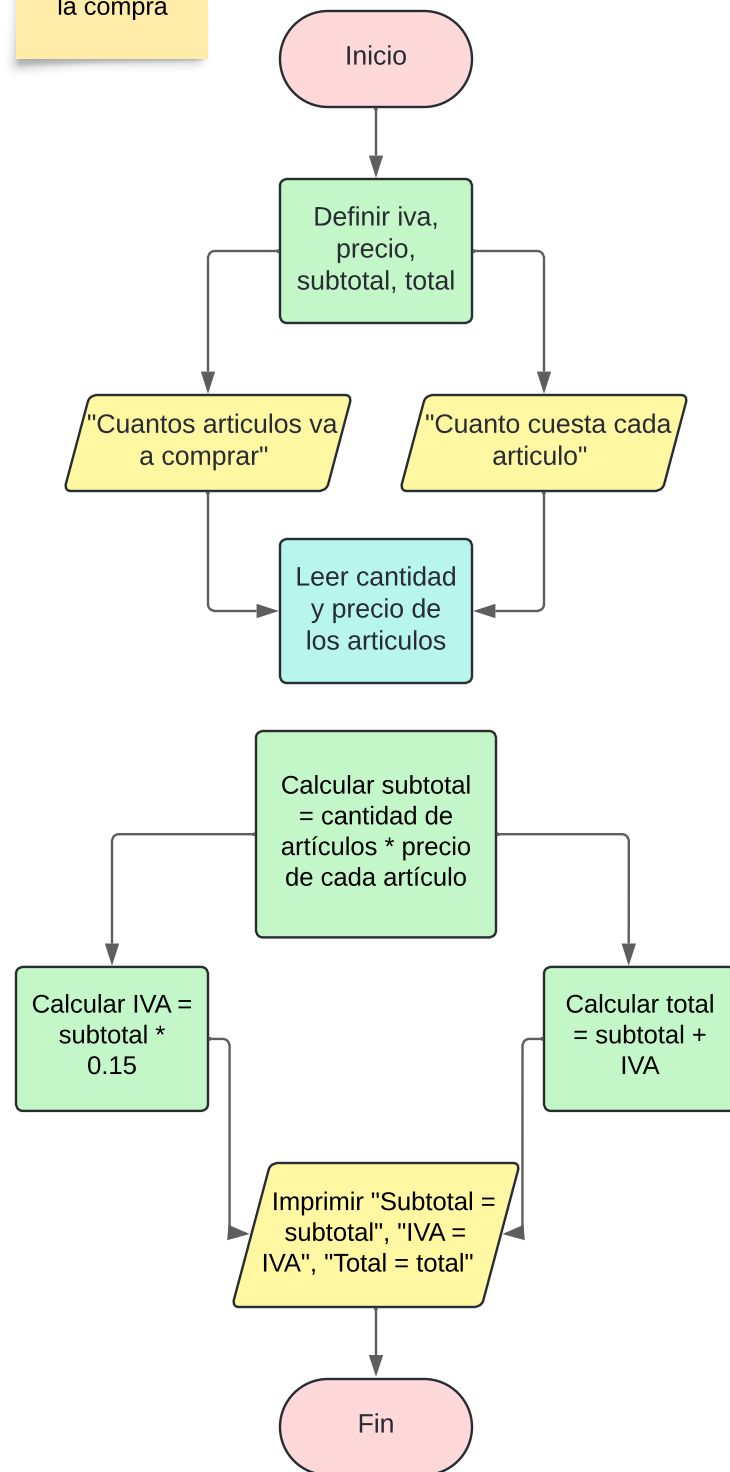 la compra
Inicio
Definir iva,
precio,
subtotal, total
"Cuantos articulos va
a comprar"
"Cuanto cuesta cada
articulo"
Leer cantidad
y precio de
los articulos
Calcular subtotal
= cantidad de
artículos * precio
de cada artículo
Calcular IVA =
subtotal *
0.15
Calcular total
= subtotal +
IVA
Imprimir "Subtotal =
subtotal", "IVA =
IVA", "Total = total"
Fin